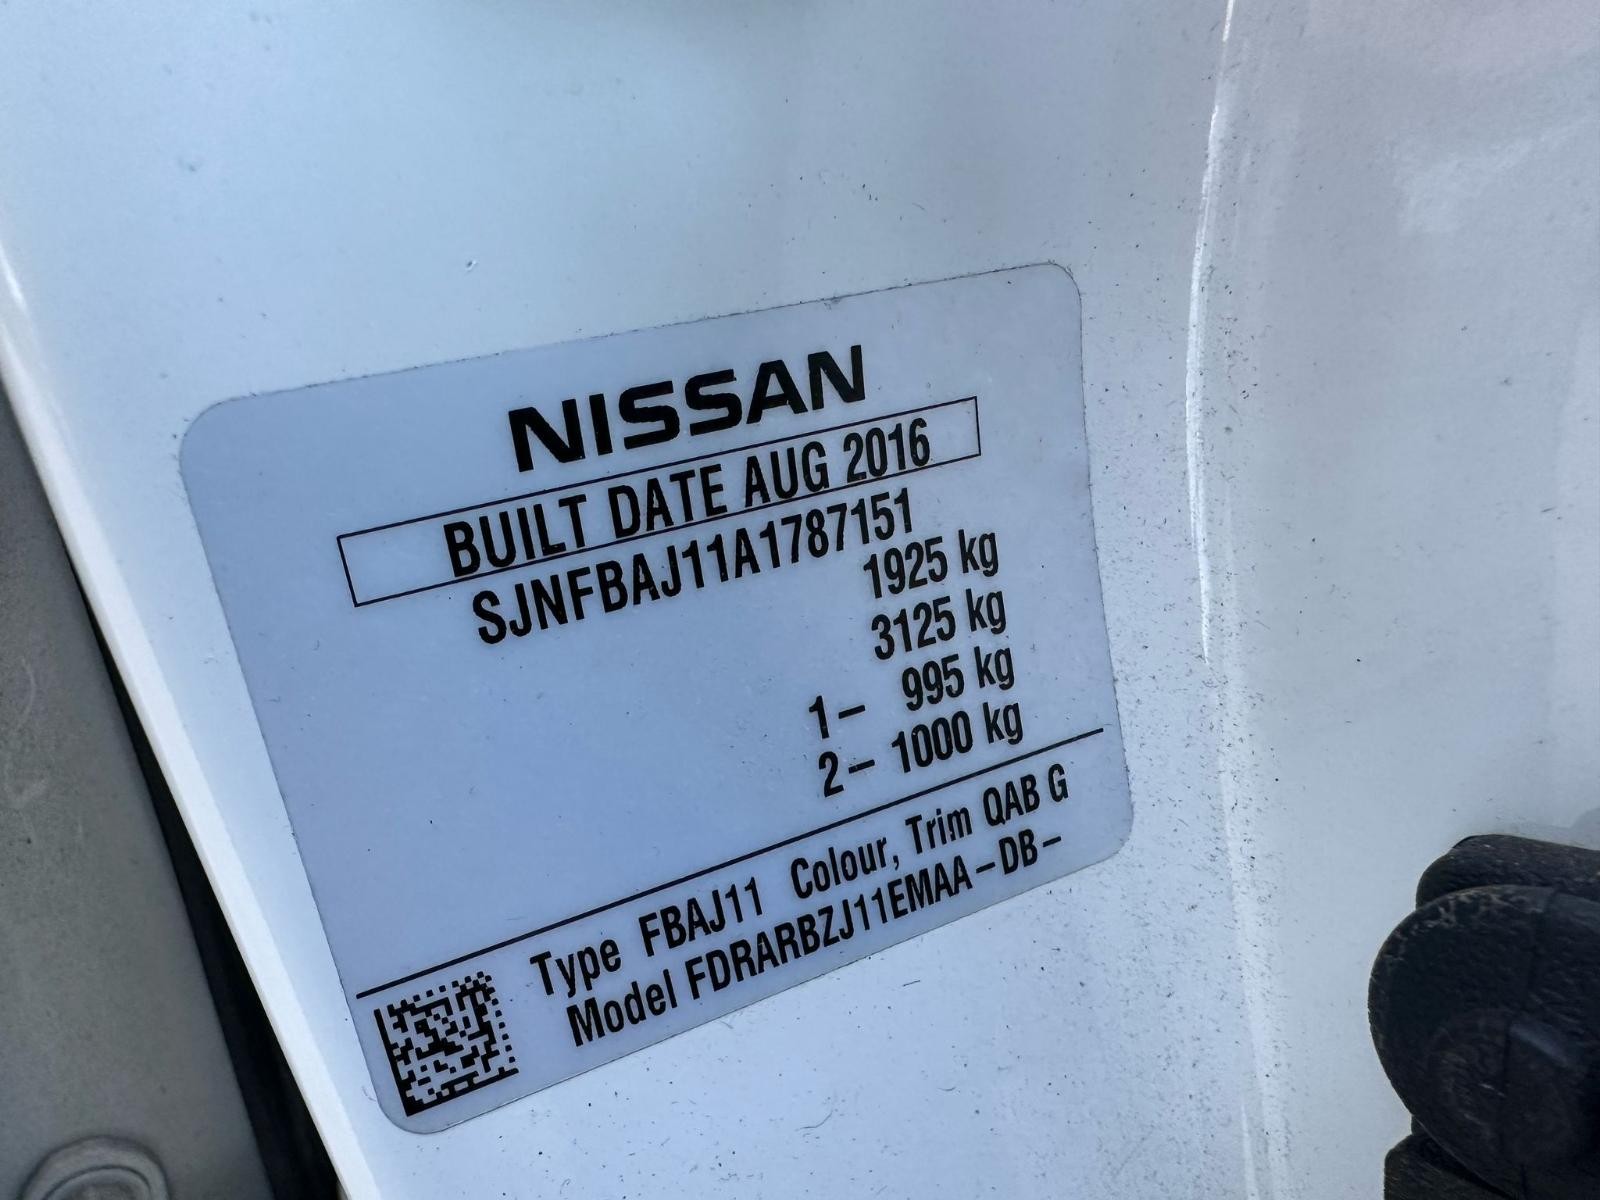 NISSAN
BUILT DATE AUG 2016
SJNFBAJ11A1787151
1925 kg
3125 kg
1– 995 kg
2– 1000 kg
Type FBAJ11 Colour, Trim QAB G
Model FDRARBZJ11EMAA–DB–